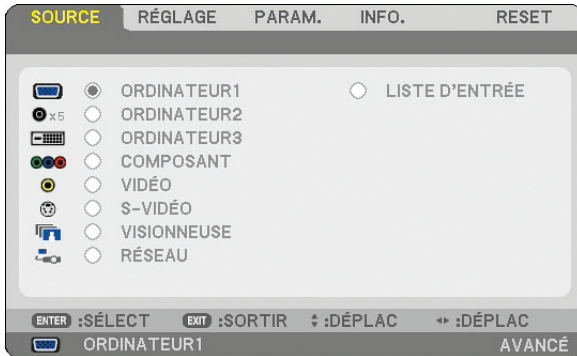 SOURCE RÉGLAGE PARAM. INFO. RESET
ORDINATEUR1 LISTE D'ENTRÉE
x5 ORDINATEUR2
ORDINATEUR3
COMPOSANT
VIDÉO
S-VIDÉO
VISIONNEUSE
RÉSEAU
ENTER :SÉLECT EXIT :SORTIR :DÉPLAC :DÉPLAC
ORDINATEUR1 AVANCÉ